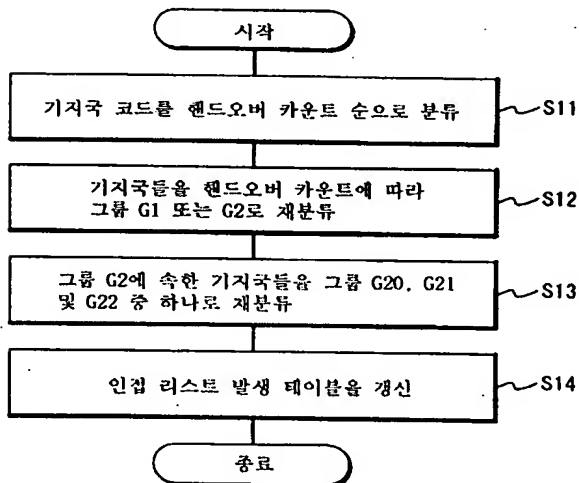 시작
기지국 코드를 핸드오버 카운트 순으로 분류
S11
기지국들을 핸드오버 카운트에 따라
그룹 G1 또는 G2로 재분류
S12
그룹 G2에 속한 기지국들을 그룹 G20, G21
및 G22 중 하나로 재분류
S13
인접 리스트 발생 테이블을 갱신
S14
종료